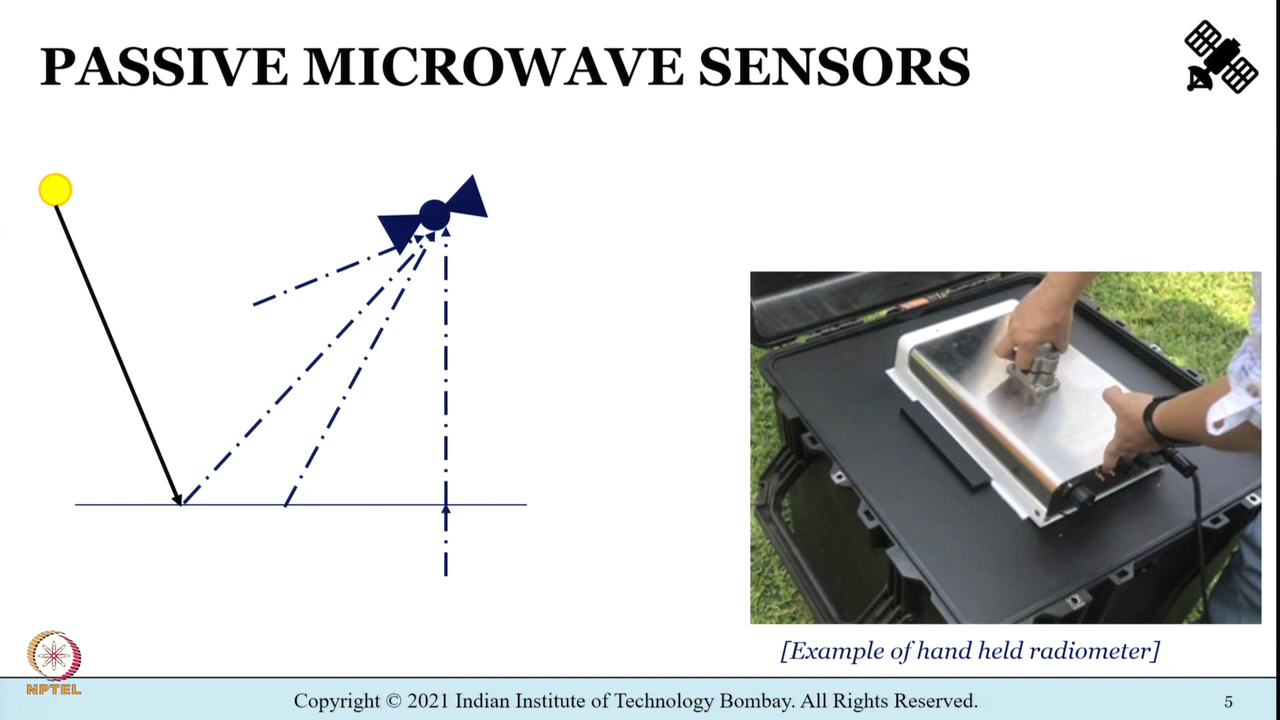 PASSIVE MICROWAVE SENSORS
[Example of hand held radiometer]
NPTEL
Copyright © 2021 Indian Institute of Technology Bombay. All Rights Reserved.
5